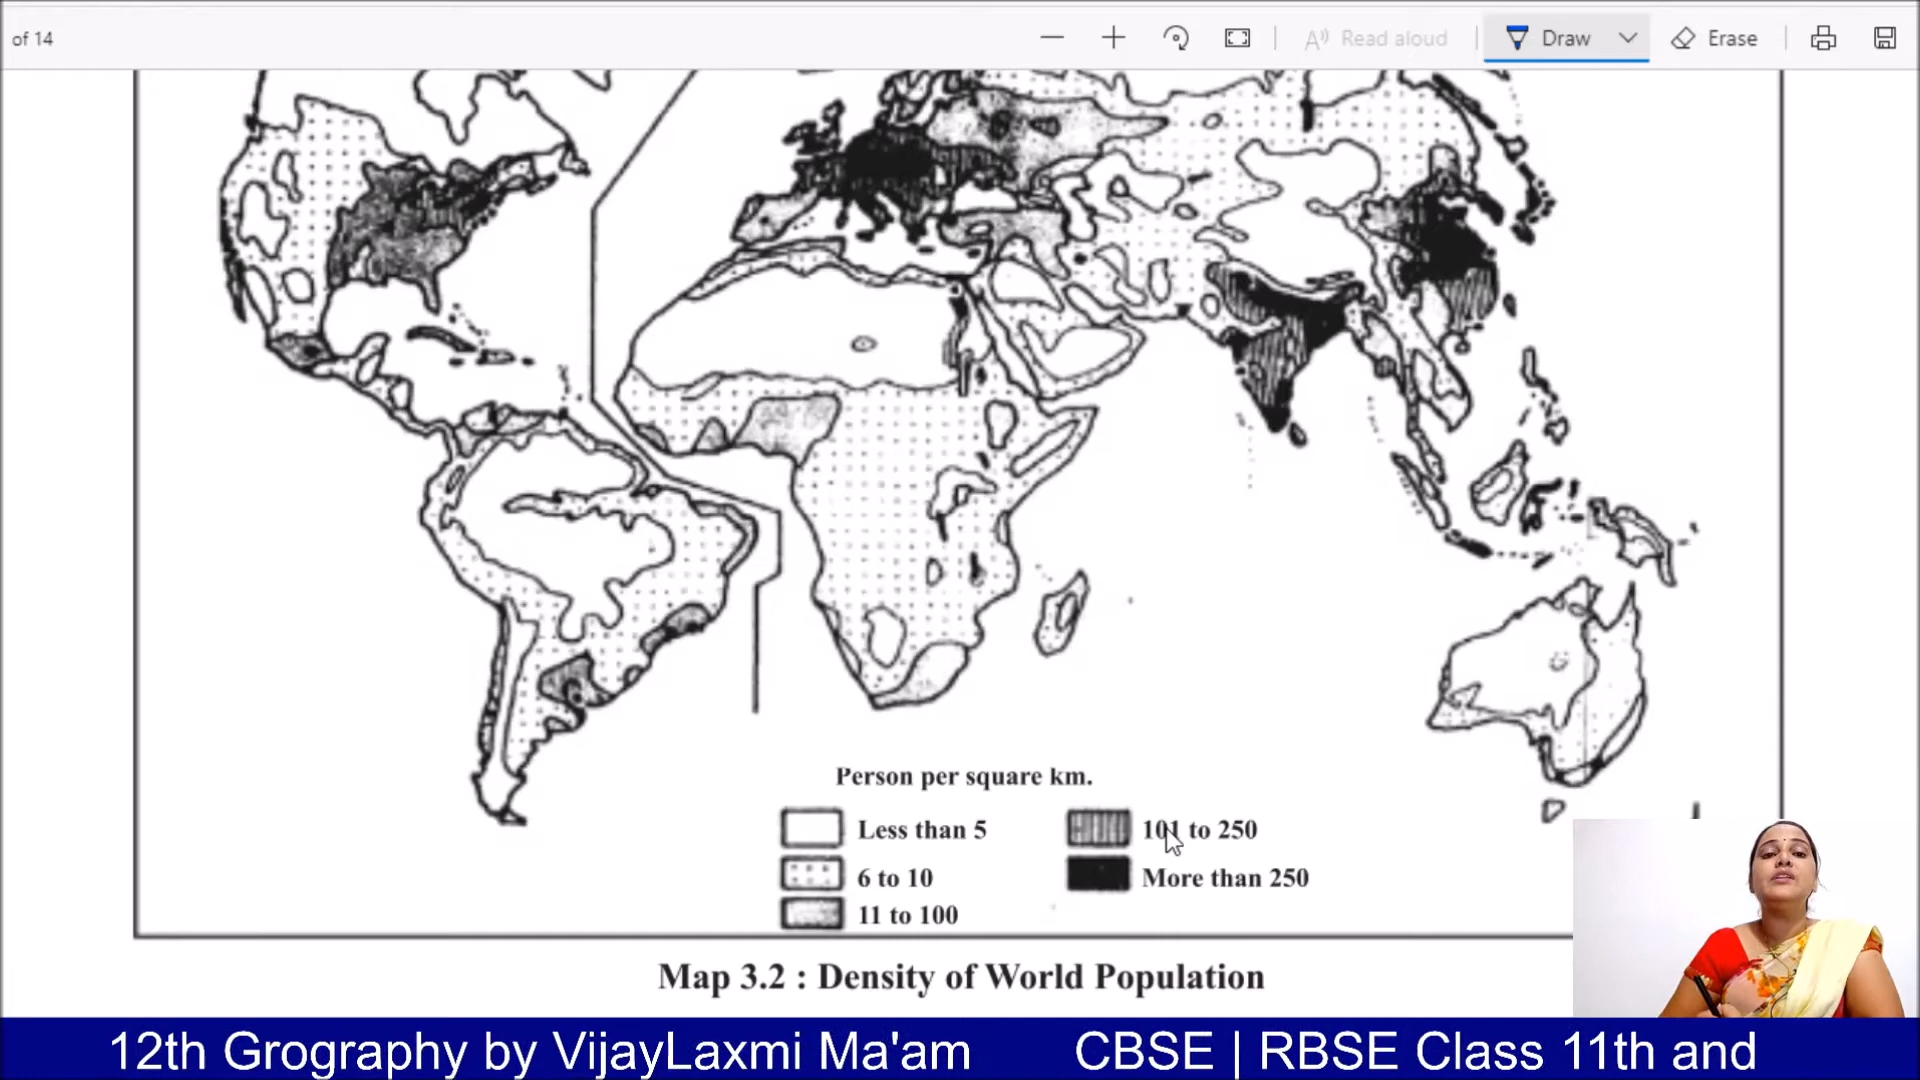 of 14
Read aloud
Draw
Erase
Person per square km.
Less than 5
101 to 250
6 to 10
More than 250
11 to 100
Map 3.2 : Density of World Population
12th Grography by VijayLaxmi Ma'am CBSE | RBSE Class 11th and